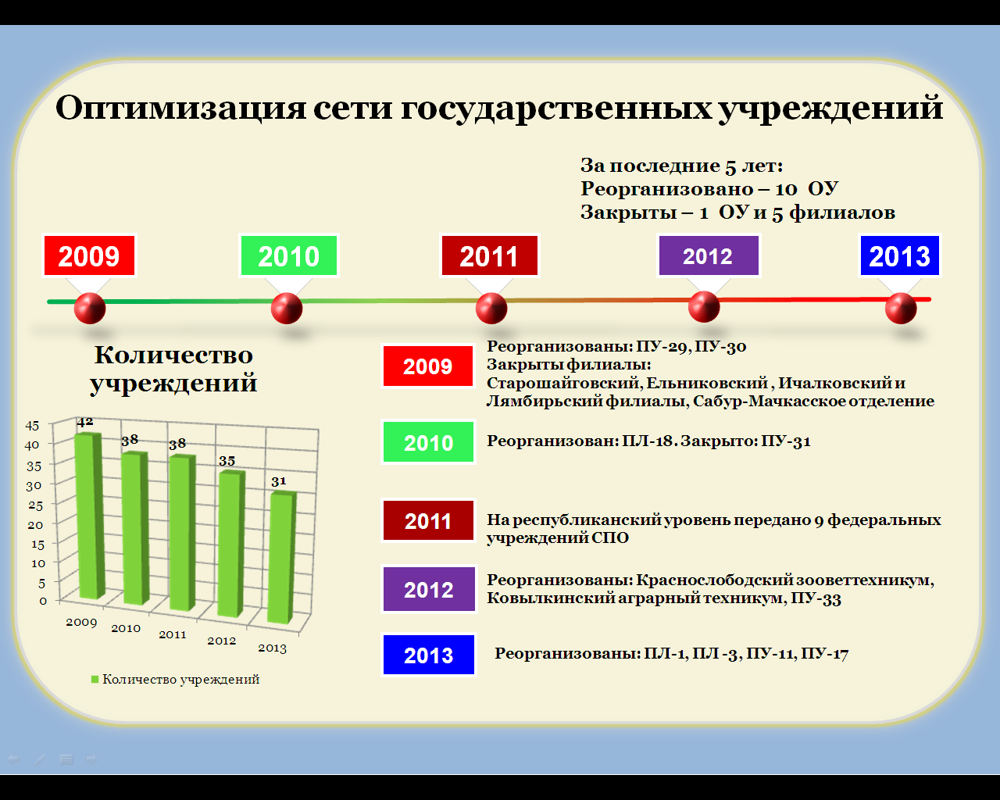 Оптимизация сети государственных учреждений
За последние 5 лет:
Реорганизовано – 10 ОУ
Закрыты – 1 ОУ и 5 филиалов
2009
2010
2011
2012
2013
Количество
учреждений
45
40
35
30
25
20
15
10
5
0
42
38
38
35
31
2009
2010
2011
2012
2013
Количество учреждений
2009
Реорганизованы: ПУ-29, ПУ-30
Закрыты филиалы:
Старошайговский, Ельниковский , Ичалковский и
Лямбирьский филиалы, Сабур-Мачкасское отделение
2010
Реорганизован: ПЛ-18. Закрыто: ПУ-31
2011
На республиканский уровень передано 9 федеральных
учреждений СПО
2012
Реорганизованы: Краснослободский зооветтехникум,
Ковылкинский аграрный техникум, ПУ-33
2013
Реорганизованы: ПЛ-1, ПЛ -3, ПУ-11, ПУ-17